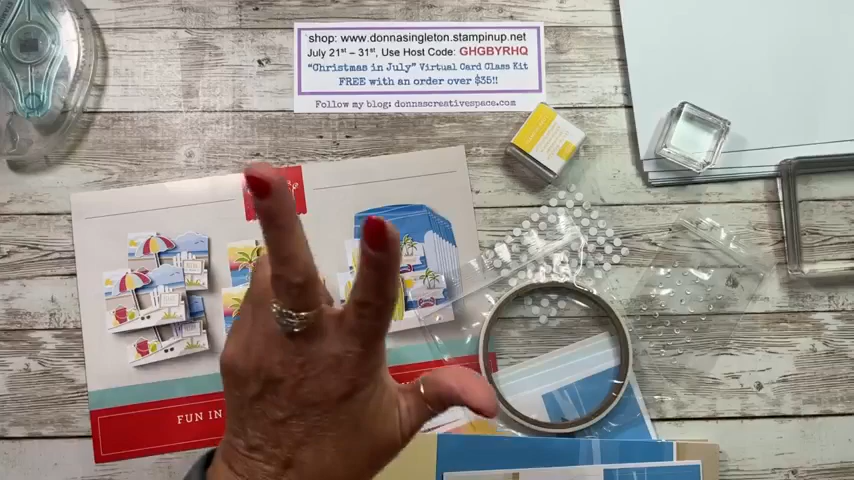 shop: www.donnasingleton.stampinup.net
July 21st – 31st, Use Host Code: GHGBYRHQ
“Christmas in July” Virtual Card Class Kit
FREE with an order over $35!!
Follow my blog: donnascreativespace.com
FUN IN